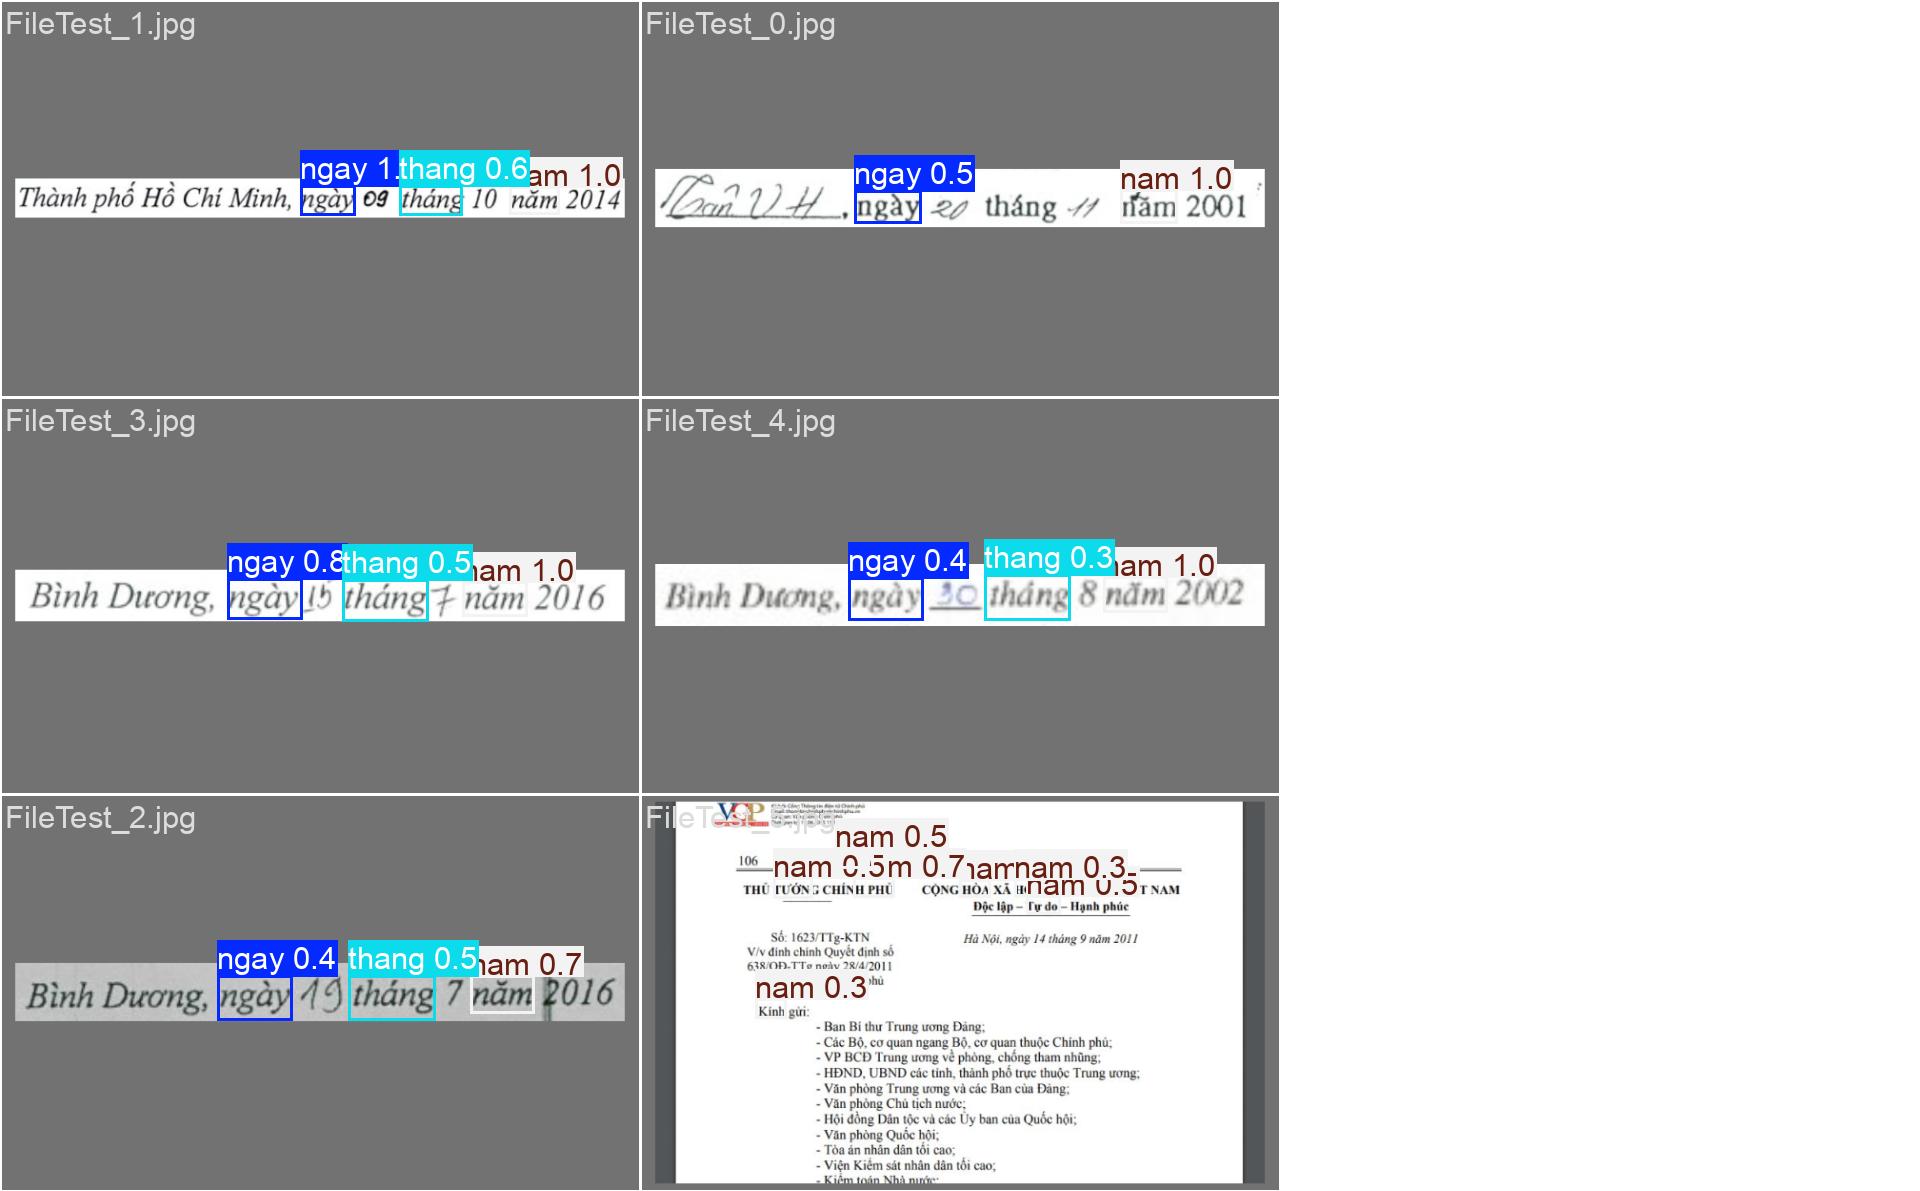 FileTest_1.jpg
ngay 1. thang 0.6 am 1.0
Thành phố Hồ Chí Minh, ngày 09 tháng 10 năm 2014
FileTest_0.jpg
ngay 0.5 nam 1.0
Tân U H, ngày 20 tháng 11 năm 2001
FileTest_3.jpg
ngay 0.8 thang 0.5 nam 1.0
Bình Dương, ngày 15 tháng 7 năm 2016
FileTest_4.jpg
ngay 0.4 thang 0.3 nam 1.0
Bình Dương, ngày 30 tháng 8 năm 2002
FileTest_2.jpg
ngay 0.4 thang 0.5 nam 0.7
Bình Dương, ngày 19 tháng 7 năm 2016
nam 0.5
106 nam 0.5 m 0.7 nam nam 0.3
nam 0.5
THỦ TƯỚNG CHÍNH PHỦ CỘNG HÒA XÃ T NAM
Độc lập – Tự do – Hạnh phúc
Số: 1623/TTg-KTN Hà Nội, ngày 14 tháng 9 năm 2011
V/v đính chính Quyết định số
638/QĐ-TTg ngày 28/4/2011
nam 0.3 phủ
Kính gửi:
- Ban Bí thư Trung ương Đảng;
- Các Bộ, cơ quan ngang Bộ, cơ quan thuộc Chính phủ;
- VP BCĐ Trung ương về phòng, chống tham nhũng;
- HĐND, UBND các tỉnh, thành phố trực thuộc Trung ương;
- Văn phòng Trung ương và các Ban của Đảng;
- Văn phòng Chủ tịch nước;
- Hội đồng Dân tộc và các Ủy ban của Quốc hội;
- Văn phòng Quốc hội;
- Tòa án nhân dân tối cao;
- Viện Kiểm sát nhân dân tối cao;
- Kiểm toán Nhà nước;